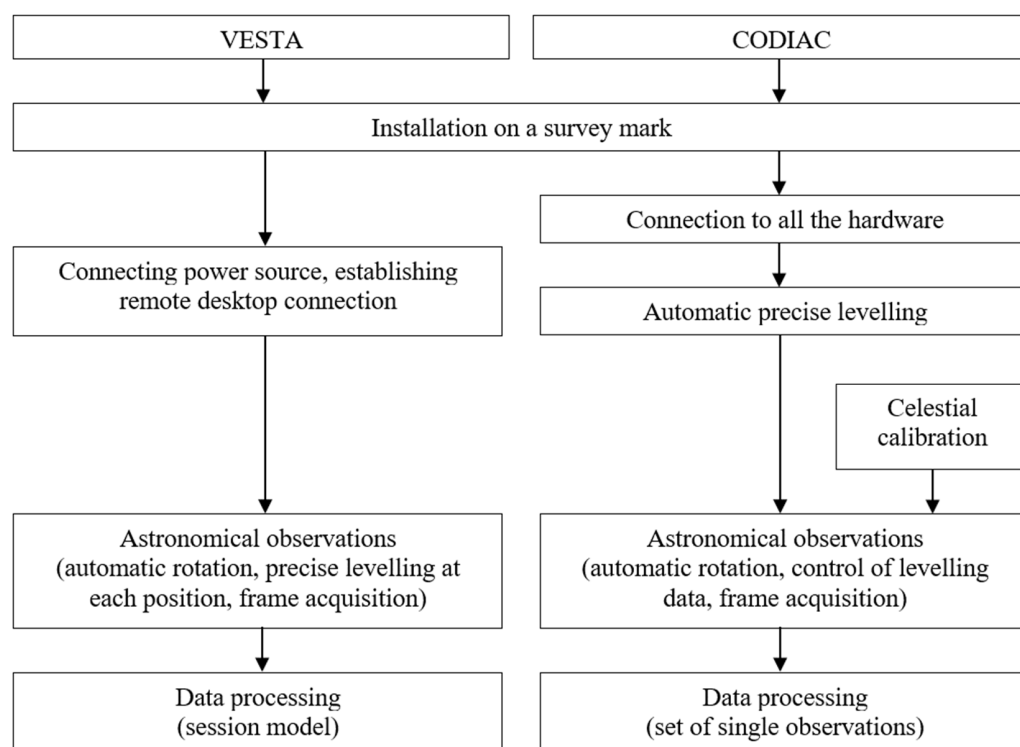 VESTA
CODIAC
Installation on a survey mark
Connection to all the hardware
Connecting power source, establishing
remote desktop connection
Automatic precise levelling
Celestial
calibration
Astronomical observations
(automatic rotation, precise levelling at
each position, frame acquisition)
Astronomical observations
(automatic rotation, control of levelling
data, frame acquisition)
Data processing
(session model)
Data processing
(set of single observations)